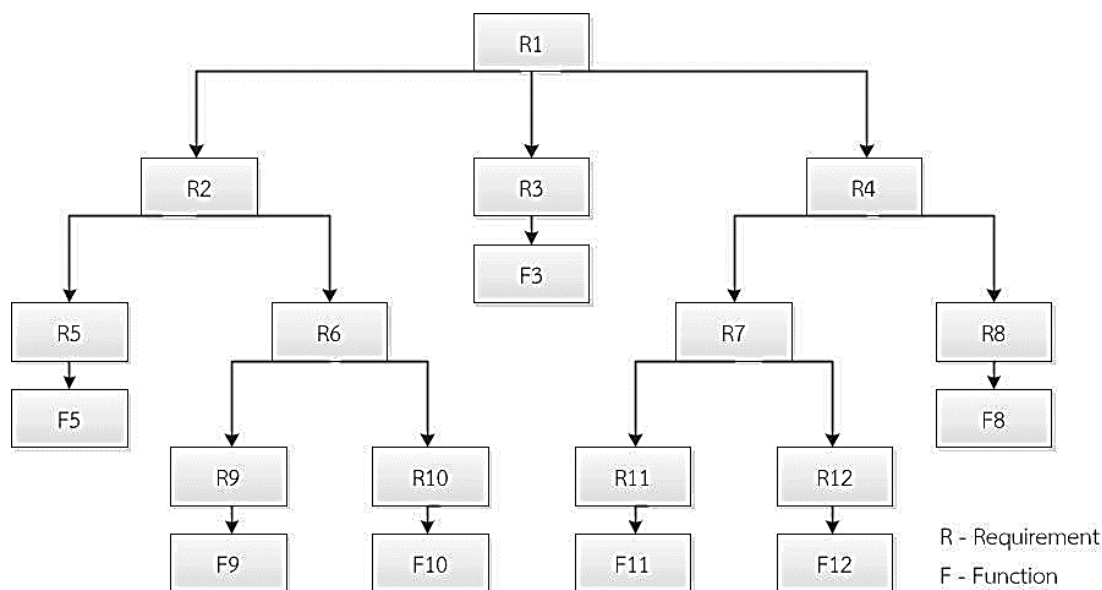 R1
R2
R3
R4
F3
R5
R6
R7
R8
F5
F8
R9
R10
R11
R12
F9
F10
F11
F12
R - Requirement
F - Function